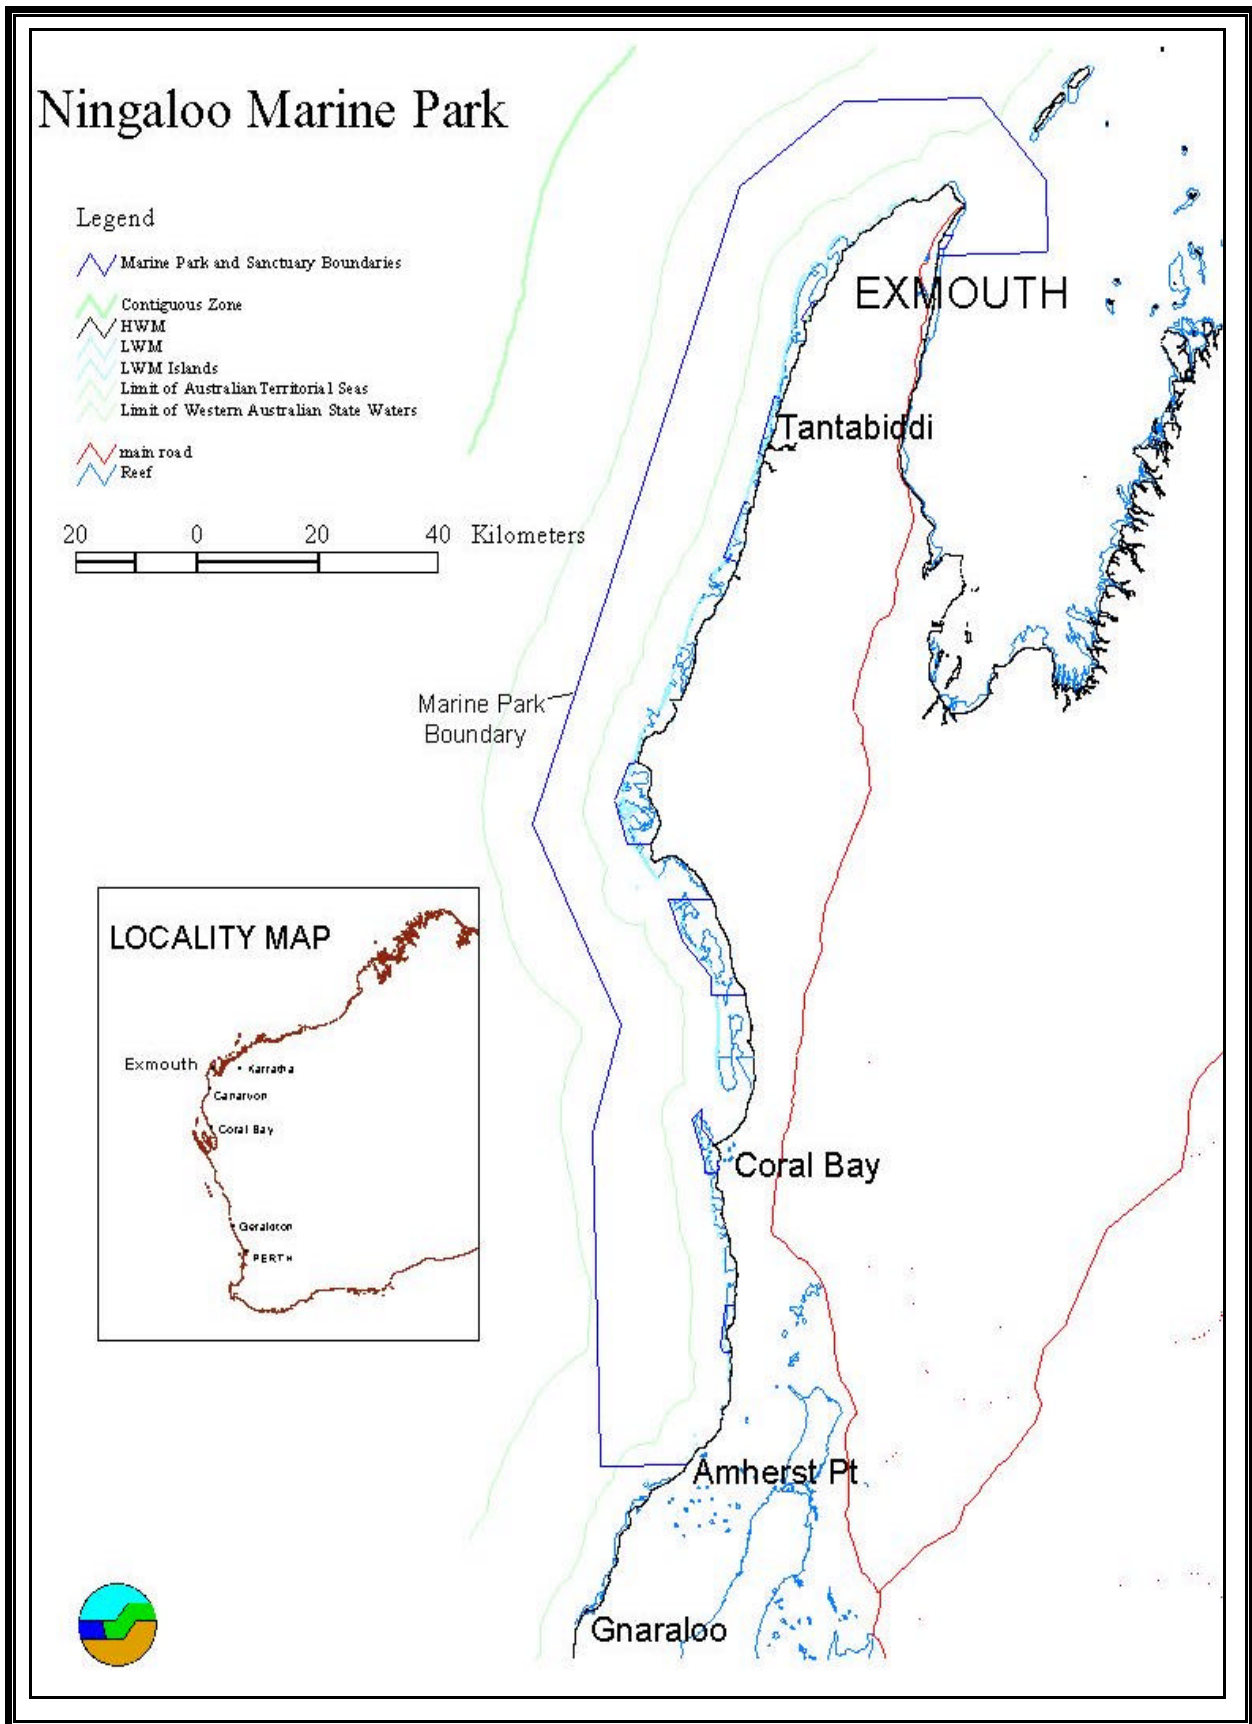 Ningaloo Marine Park
Legend
Marine Park and Sanctuary Boundaries
Contiguous Zone
HWM
LWM
LWM Islands
Limit of Australian Territorial Seas
Limit of Western Australian State Waters
main road
Reef
20 0 20 40 Kilometers
EXMOUTH
Tantabiddi
Marine Park
Boundary
LOCALITY MAP
Exmouth
Karratha
Canarvon
Coral Bay
Geraldton
PERTH
Coral Bay
Amherst Pt
Gnaraloo